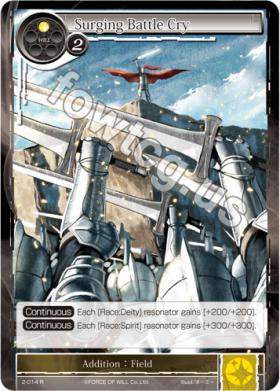 Surging Battle Cry
WILL
2
fowtcg.us
Continuous Each [Race:Deity] resonator gains [+200/+200].
Continuous Each [Race:Spirit] resonator gains [+300/+300].
Addition : Field
2-014 R ©FORCE OF WILL Co.,Ltd.